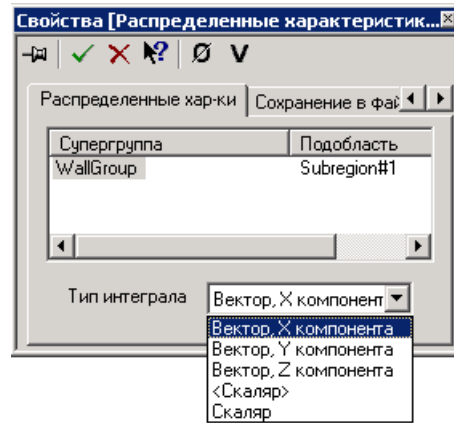 Свойства [Распределенные характеристик...
Распределенные хар-ки Сохранение в фай
Супергруппа Подобласть
WallGroup Subregion#1
Тип интеграла Вектор, X компонент
Вектор, X компонента
Вектор, Y компонента
Вектор, Z компонента
<Скаляр>
Скаляр